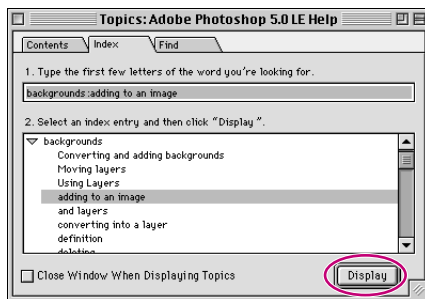 Topics: Adobe Photoshop 5.0 LE Help
Contents Index Find
1. Type the first few letters of the word you're looking for.
backgrounds :adding to an image
2. Select an index entry and then click "Display ".
backgrounds
Converting and adding backgrounds
Moving layers
Using Layers
adding to an image
and layers
converting into a layer
definition
deleting
Close Window When Displaying Topics
Display